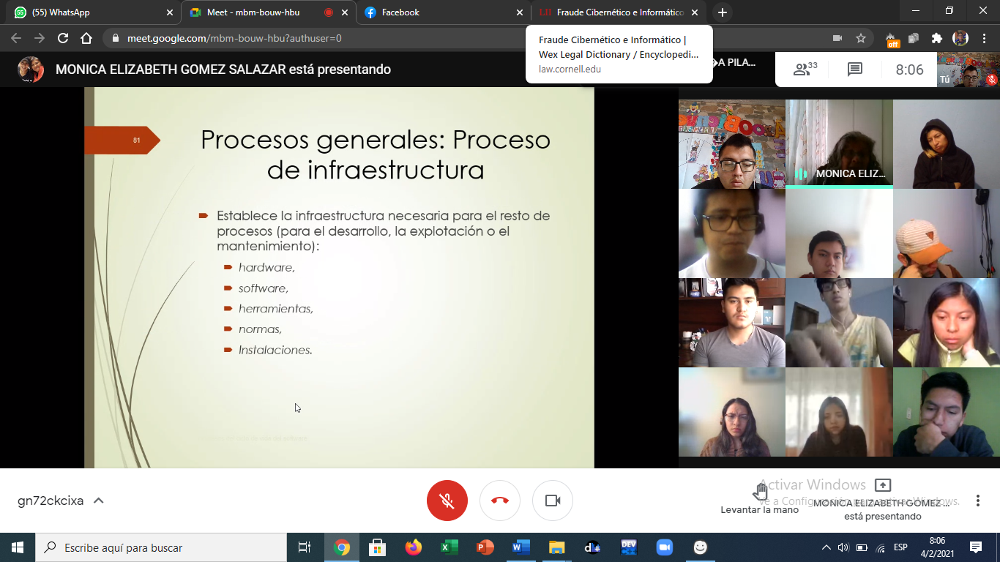 (55) WhatsApp
Meet - mbm-bouw-hbu
Facebook
Fraude Cibernético e Informático
meet.google.com/mbm-bouw-hbu?authuser=0
off
Fraude Cibernético e Informático |
Wex Legal Dictionary / Encyclopedi...
law.cornell.edu
MONICA ELIZABETH GOMEZ SALAZAR está presentando
A PILA...
33
8:06
Tú
81
Procesos generales: Proceso
de infraestructura
Establece la infraestructura necesaria para el resto de
procesos (para el desarrollo, la explotación o el
mantenimiento):
hardware,
software,
herramientas,
normas,
Instalaciones.
MONICA ELIZ...
gn72ckcixa
Levantar la mano
Activar Windows
Ve a Configuración para activar Windows.
MONICA ELIZABETH GOMEZ ...
está presentando
Escribe aquí para buscar
DEV
ESP
8:06
4/2/2021